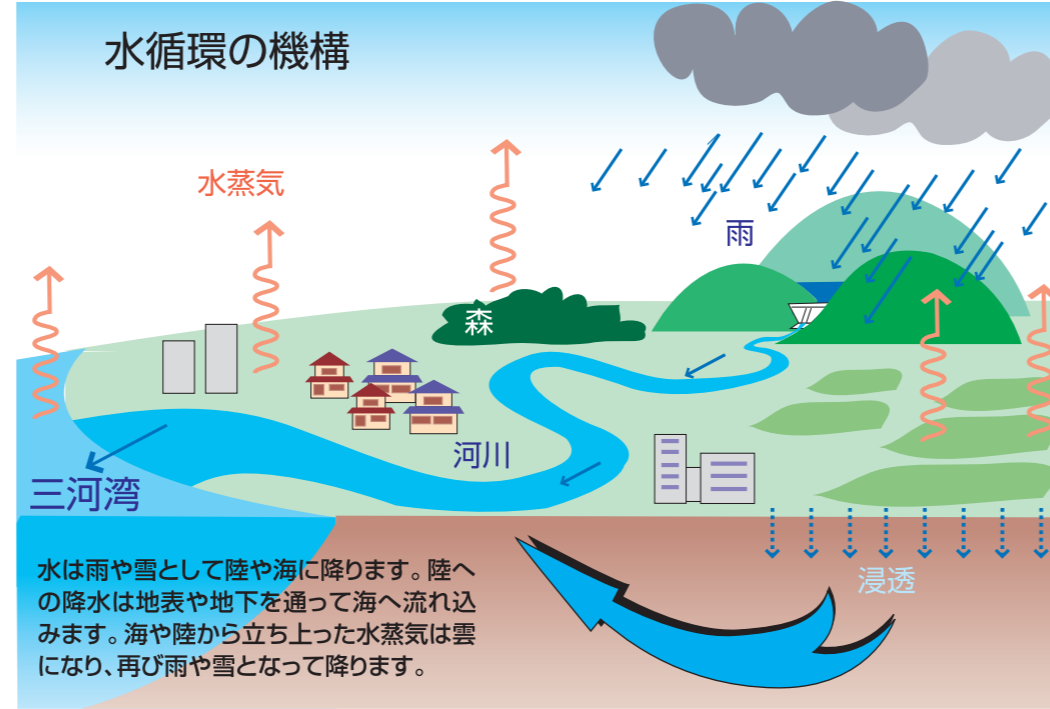 水循環の機構
水蒸気
雨
森
河川
三河湾
浸透
水は雨や雪として陸や海に降ります。陸へ
の降水は地表や地下を通って海へ流れ込
みます。海や陸から立ち上った水蒸気は雲
になり、再び雨や雪となって降ります。